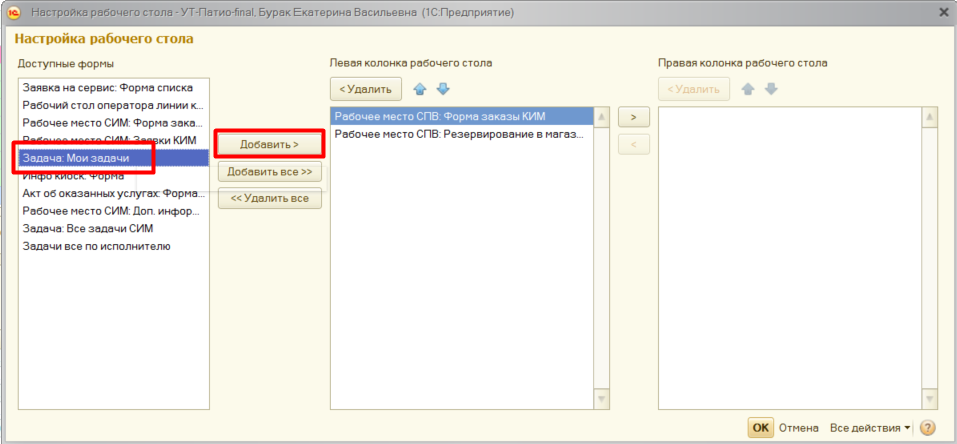 Настройка рабочего стола - УТ-Патио-final, Бурак Екатерина Васильевна (1С:Предприятие)
Настройка рабочего стола
Доступные формы
Заявка на сервис: Форма списка
Рабочий стол оператора линии к...
Рабочее место СИМ: Форма зака...
Рабочее место СИМ: Заявки КИМ
Задача: Мои задачи
Инфо киоск: Форма
Акт об оказанных услугах: Форма...
Рабочее место СИМ: Доп. инфор...
Задача: Все задачи СИМ
Задачи все по исполнителю
Добавить >
Добавить все >>
<< Удалить все
Левая колонка рабочего стола
< Удалить
Рабочее место СПВ: Форма заказы КИМ
Рабочее место СПВ: Резервирование в магаз...
>
<
Правая колонка рабочего стола
< Удалить
OK Отмена Все действия ?